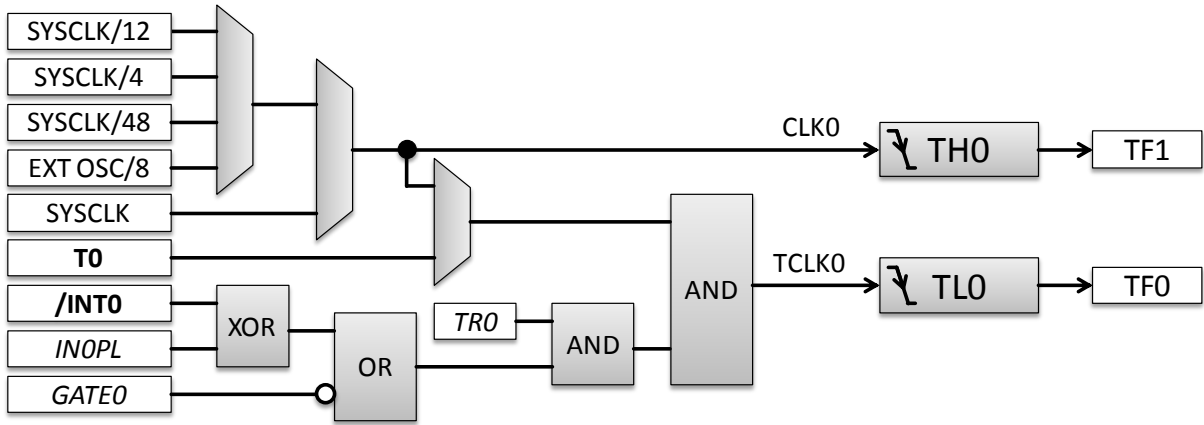 SYSCLK/12
SYSCLK/4
SYSCLK/48
EXT OSC/8
SYSCLK
T0
/INT0
IN0PL
GATE0
XOR
OR
TR0
AND
AND
CLK0
TH0
TF1
TCLK0
TL0
TF0